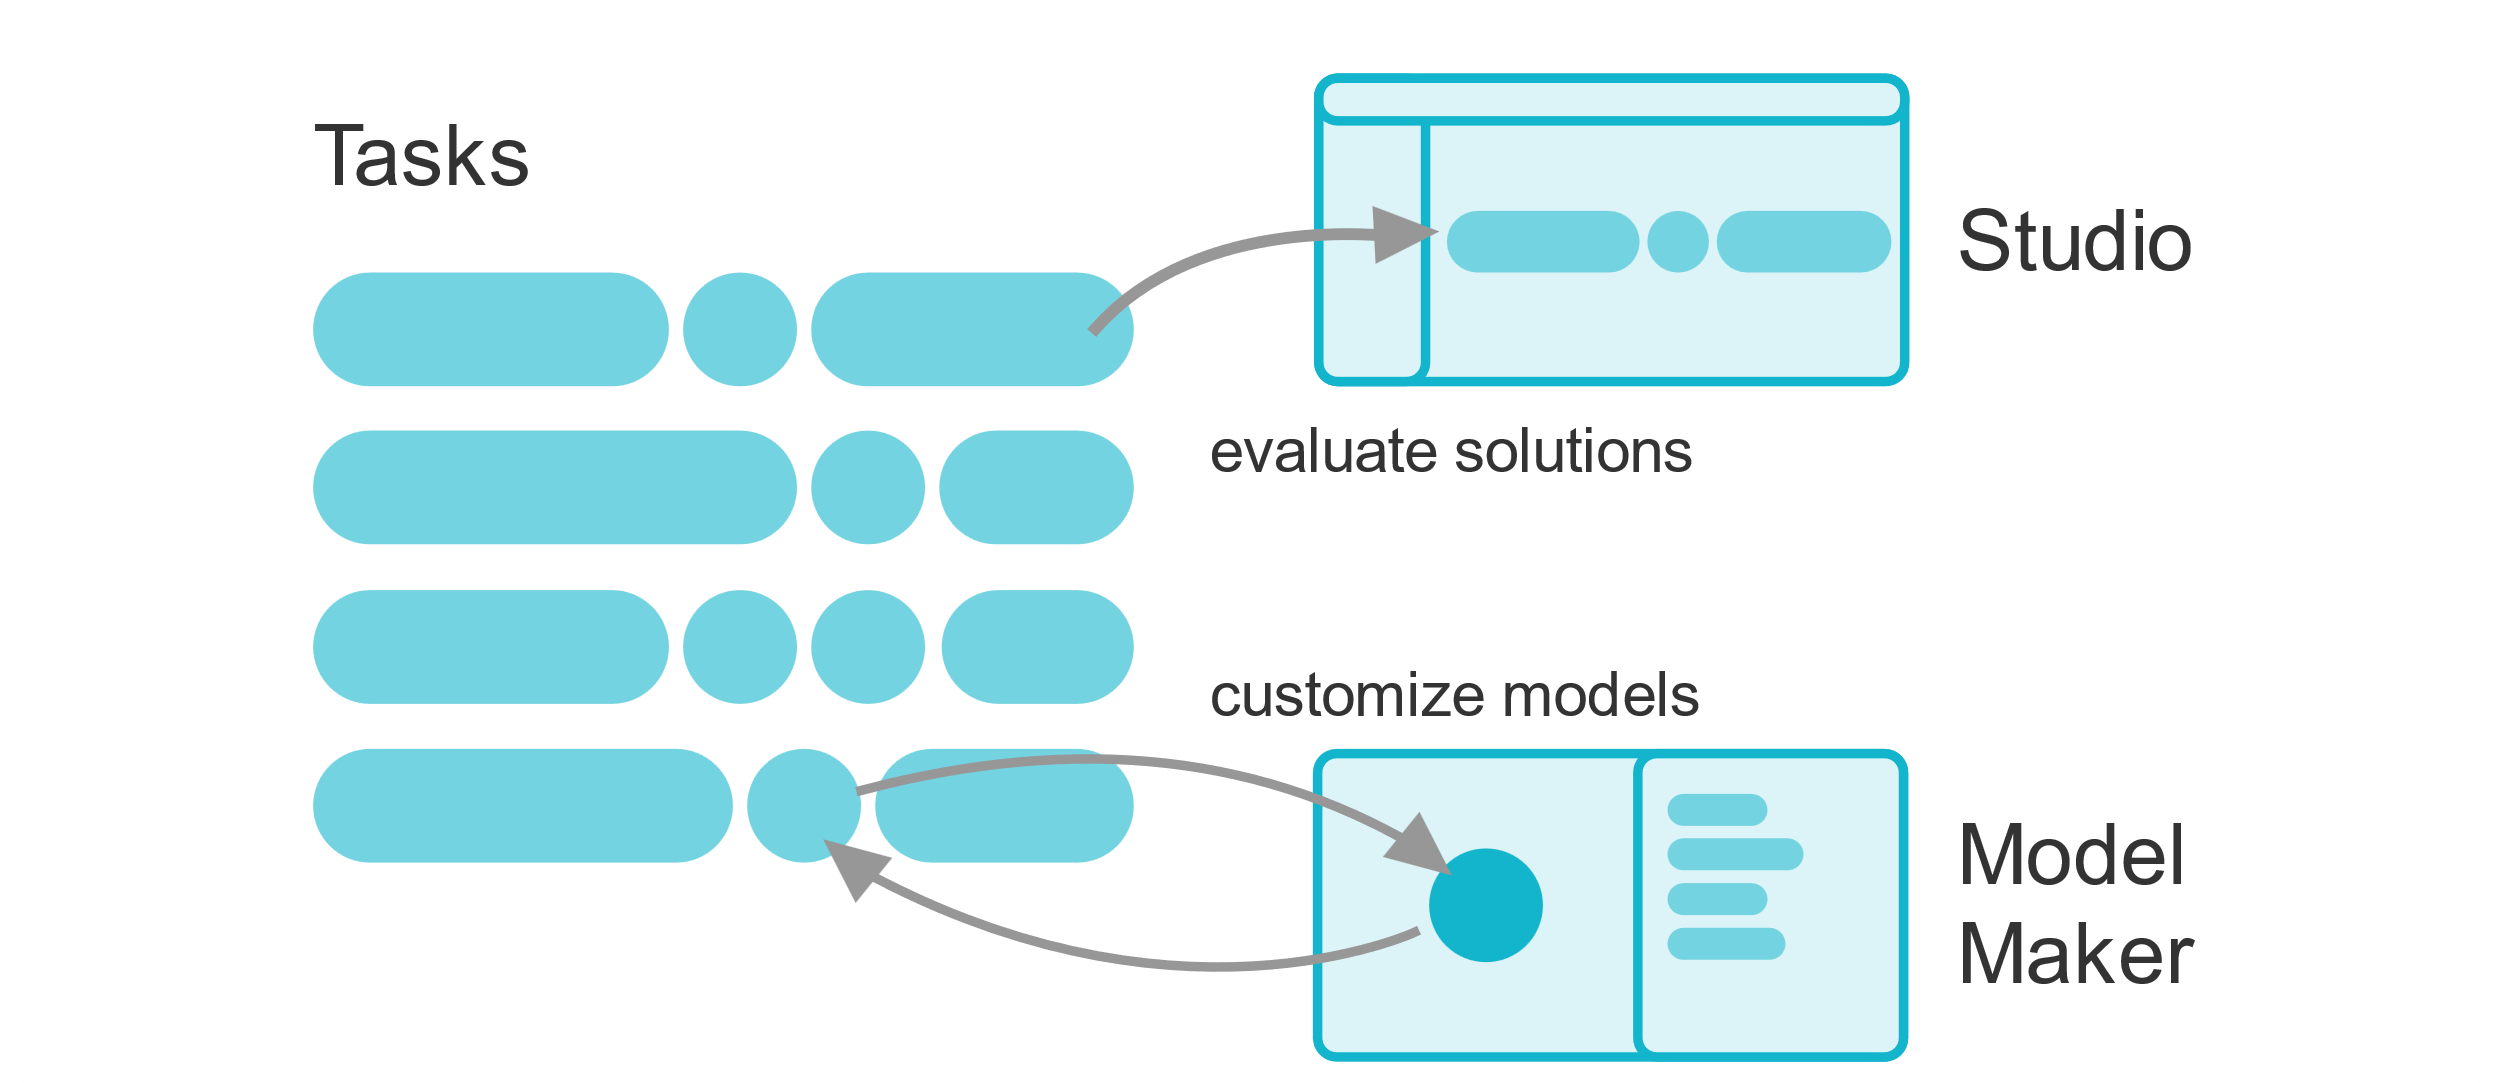 Tasks
Studio
evaluate solutions
customize models
Model
Maker